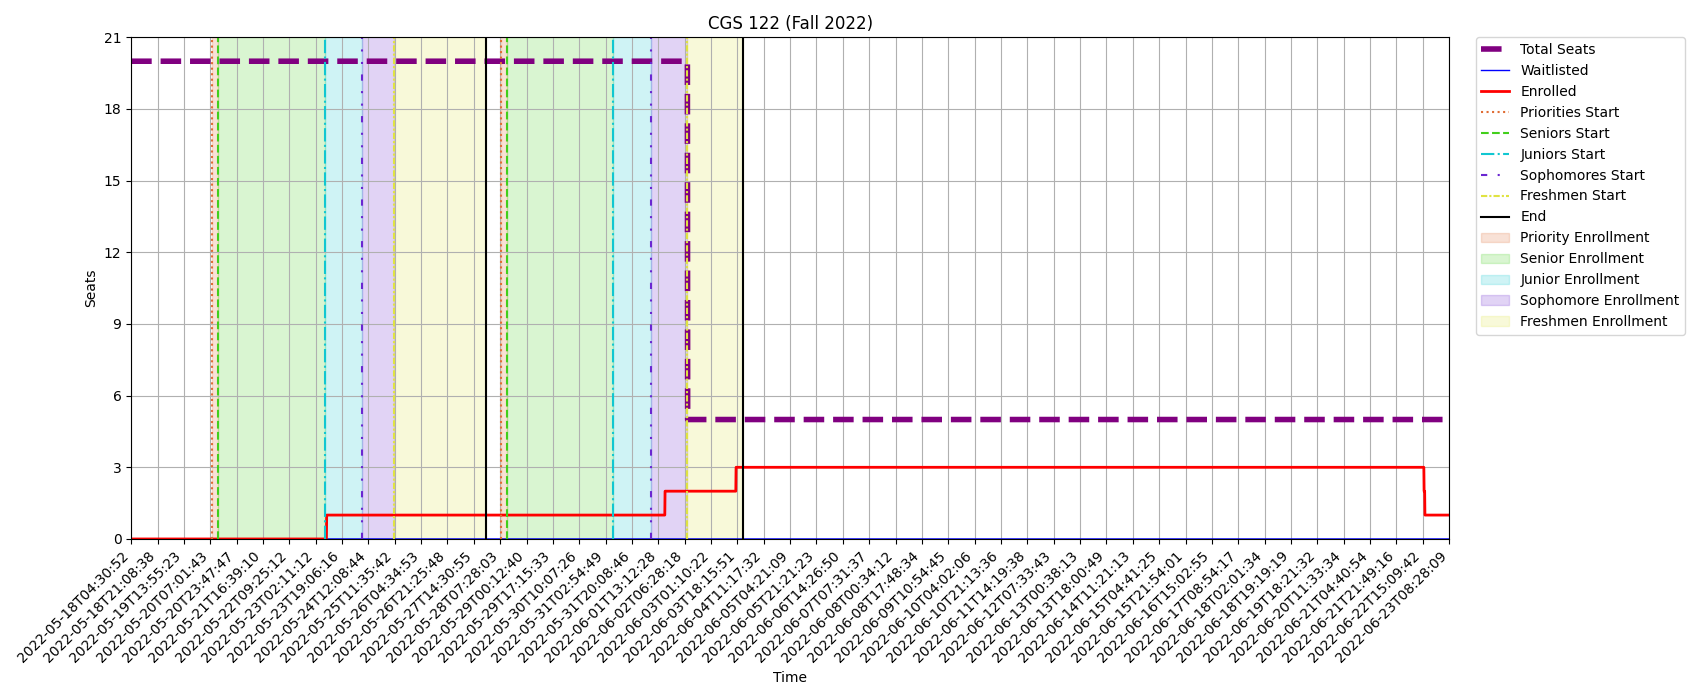 CGS 122 (Fall 2022)
21
18
15
12
9
6
3
0
Seats
2022-05-18T04:30:52
2022-05-18T21:08:38
2022-05-19T13:55:23
2022-05-20T07:01:43
2022-05-20T23:47:47
2022-05-21T16:39:10
2022-05-22T09:25:12
2022-05-23T02:11:12
2022-05-23T19:06:16
2022-05-24T12:08:44
2022-05-25T11:35:42
2022-05-26T04:34:53
2022-05-26T21:25:48
2022-05-27T14:30:55
2022-05-28T07:28:03
2022-05-29T00:12:40
2022-05-29T17:15:33
2022-05-30T10:07:26
2022-05-31T02:54:49
2022-05-31T20:08:46
2022-06-01T13:12:28
2022-06-02T06:28:18
2022-06-03T01:10:22
2022-06-03T18:15:51
2022-06-04T11:17:32
2022-06-05T04:21:09
2022-06-05T21:21:23
2022-06-06T14:26:50
2022-06-07T07:31:37
2022-06-08T00:34:12
2022-06-08T17:48:34
2022-06-09T10:54:45
2022-06-10T04:02:06
2022-06-10T21:13:36
2022-06-11T14:19:38
2022-06-12T07:33:43
2022-06-13T00:38:13
2022-06-13T18:00:49
2022-06-14T11:21:13
2022-06-15T04:41:25
2022-06-15T21:54:01
2022-06-16T15:02:55
2022-06-17T08:54:17
2022-06-18T02:01:34
2022-06-18T19:19:19
2022-06-19T18:21:32
2022-06-20T11:33:34
2022-06-21T04:40:54
2022-06-21T21:49:16
2022-06-22T15:09:42
2022-06-23T08:28:09
Time
Total Seats
Waitlisted
Enrolled
Priorities Start
Seniors Start
Juniors Start
Sophomores Start
Freshmen Start
End
Priority Enrollment
Senior Enrollment
Junior Enrollment
Sophomore Enrollment
Freshmen Enrollment